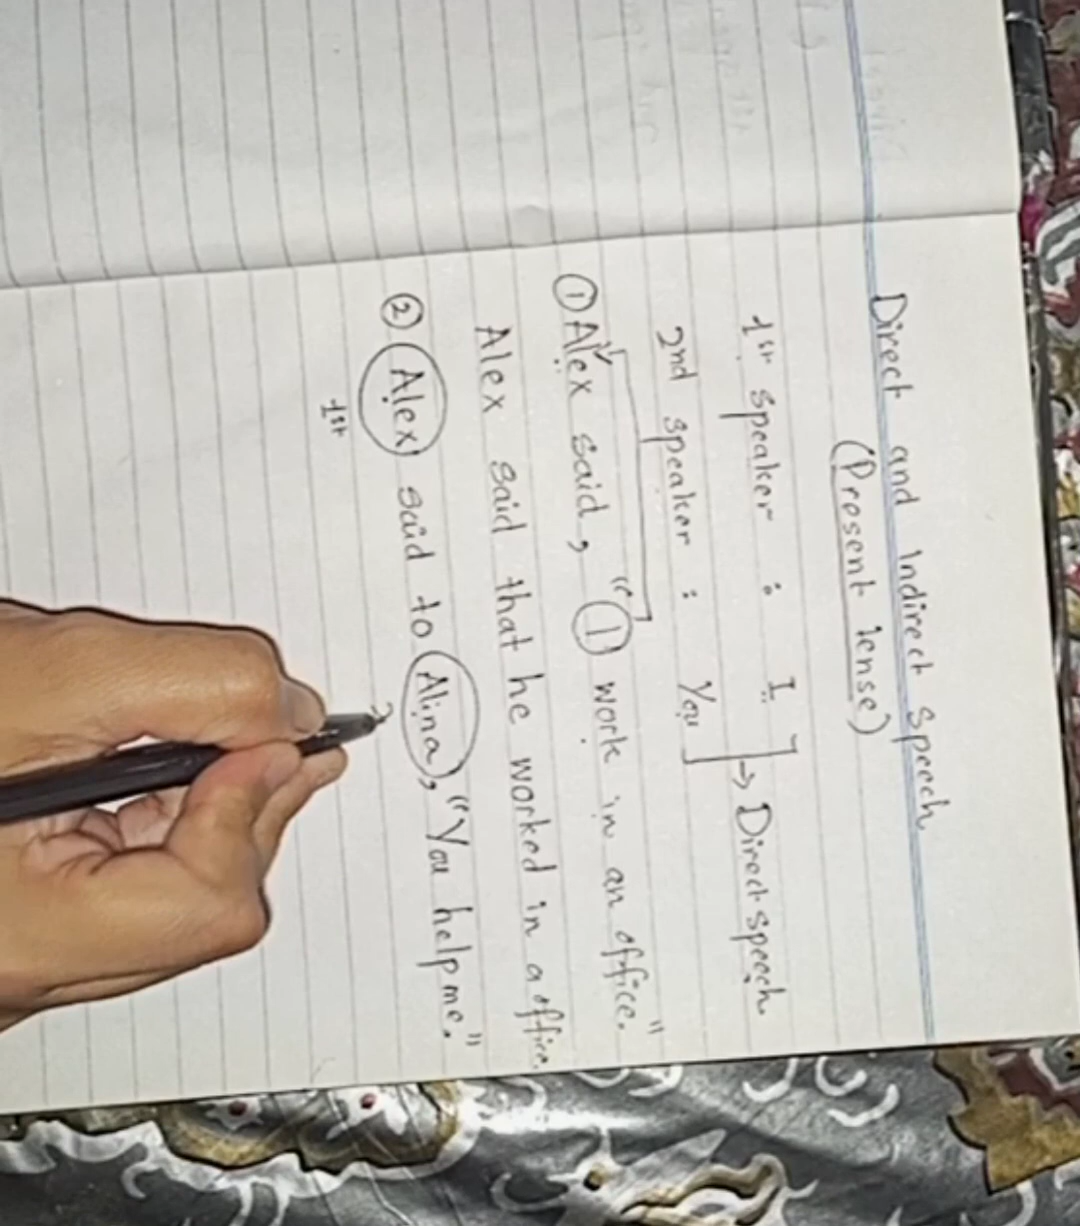 Direct and Indirect Speech
(Present Tense)
1st speaker : I
→ Direct speech
2nd speaker : You
① Alex said, "I work in an office."
Alex said that he worked in a office.
② Alex said to Alina, "You help me."
1st 2